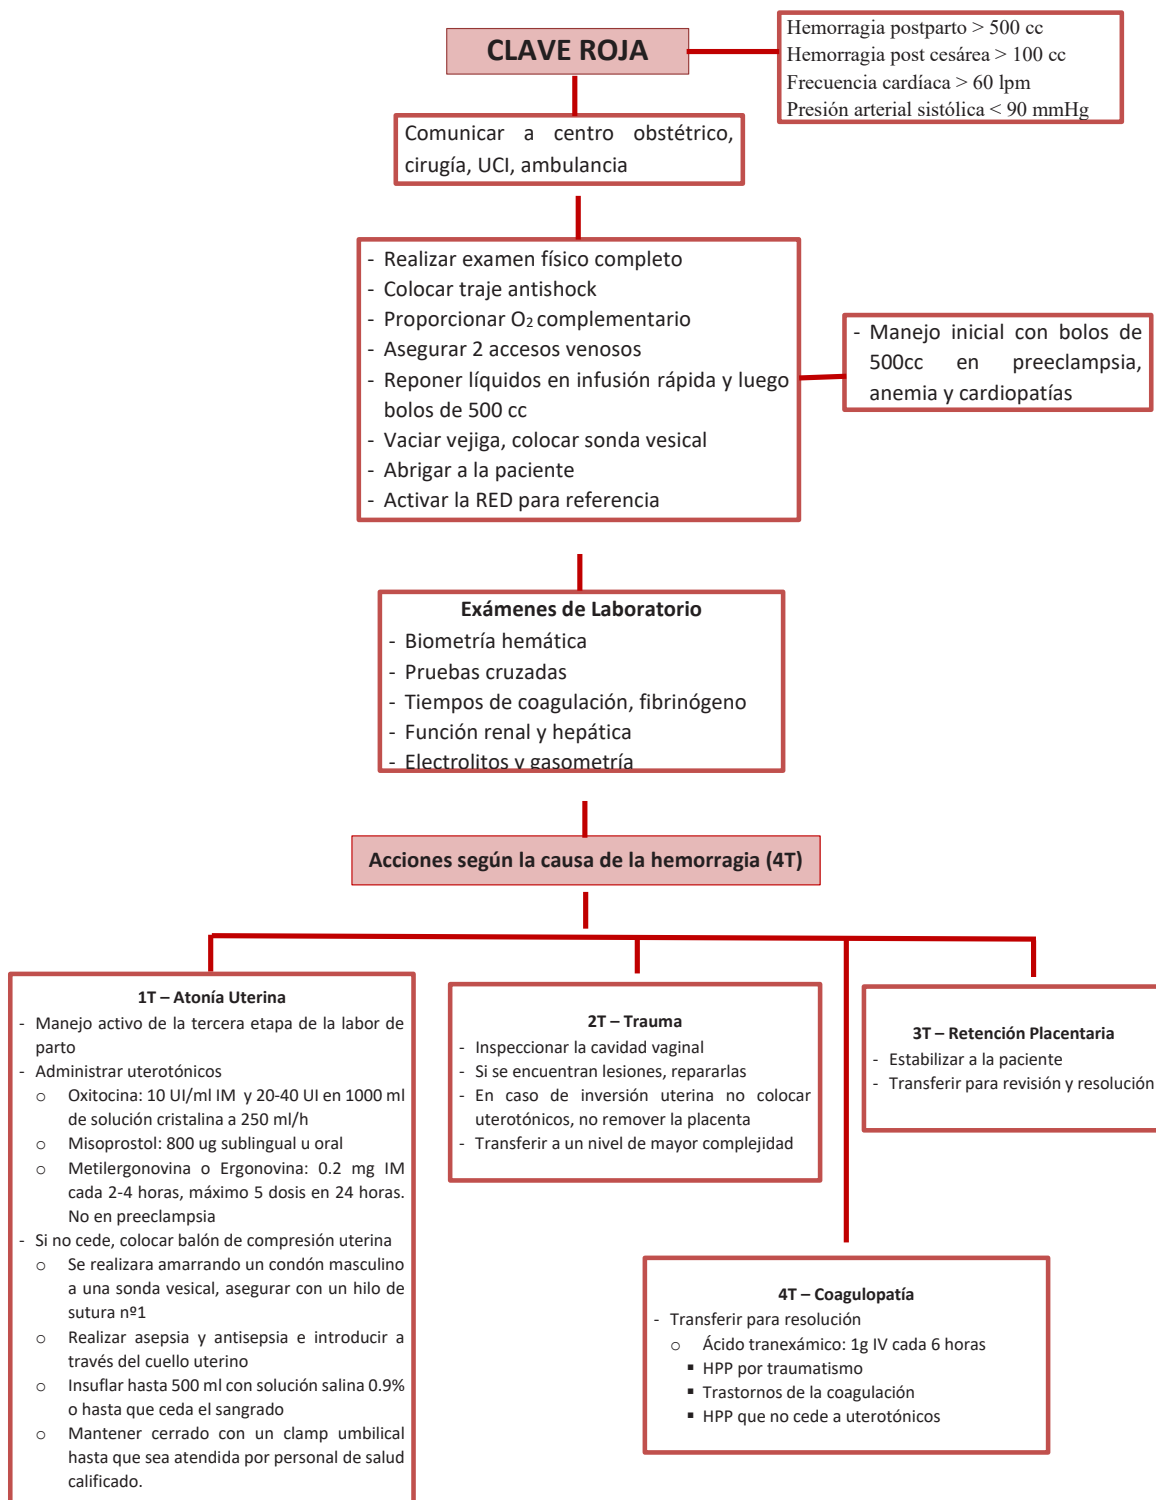 CLAVE ROJA
Hemorragia postparto > 500 cc
Hemorragia post cesárea > 100 cc
Frecuencia cardíaca > 60 lpm
Presión arterial sistólica < 90 mmHg
Comunicar a centro obstétrico,
cirugía, UCI, ambulancia
- Realizar examen físico completo
- Colocar traje antishock
- Proporcionar O2 complementario
- Asegurar 2 accesos venosos
- Reponer líquidos en infusión rápida y luego
bolos de 500 cc
- Vaciar vejiga, colocar sonda vesical
- Abrigar a la paciente
- Activar la RED para referencia
- Manejo inicial con bolos de
500cc en preeclampsia,
anemia y cardiopatías
Exámenes de Laboratorio
- Biometría hemática
- Pruebas cruzadas
- Tiempos de coagulación, fibrinógeno
- Función renal y hepática
- Electrolitos y gasometría
Acciones según la causa de la hemorragia (4T)
1T – Atonía Uterina
- Manejo activo de la tercera etapa de la labor de
parto
- Administrar uterotónicos
o Oxitocina: 10 UI/ml IM y 20-40 UI en 1000 ml
de solución cristalina a 250 ml/h
o Misoprostol: 800 ug sublingual u oral
o Metilergonovina o Ergonovina: 0.2 mg IM
cada 2-4 horas, máximo 5 dosis en 24 horas.
No en preeclampsia
- Si no cede, colocar balón de compresión uterina
o Se realizara amarrando un condón masculino
a una sonda vesical, asegurar con un hilo de
sutura nº1
o Realizar asepsia y antisepsia e introducir a
través del cuello uterino
o Insuflar hasta 500 ml con solución salina 0.9%
o hasta que ceda el sangrado
o Mantener cerrado con un clamp umbilical
hasta que sea atendida por personal de salud
calificado.
2T – Trauma
- Inspeccionar la cavidad vaginal
- Si se encuentran lesiones, repararlas
- En caso de inversión uterina no colocar
uterotónicos, no remover la placenta
- Transferir a un nivel de mayor complejidad
3T – Retención Placentaria
- Estabilizar a la paciente
- Transferir para revisión y resolución
4T – Coagulopatía
- Transferir para resolución
o Ácido tranexámico: 1g IV cada 6 horas
▪ HPP por traumatismo
▪ Trastornos de la coagulación
▪ HPP que no cede a uterotónicos